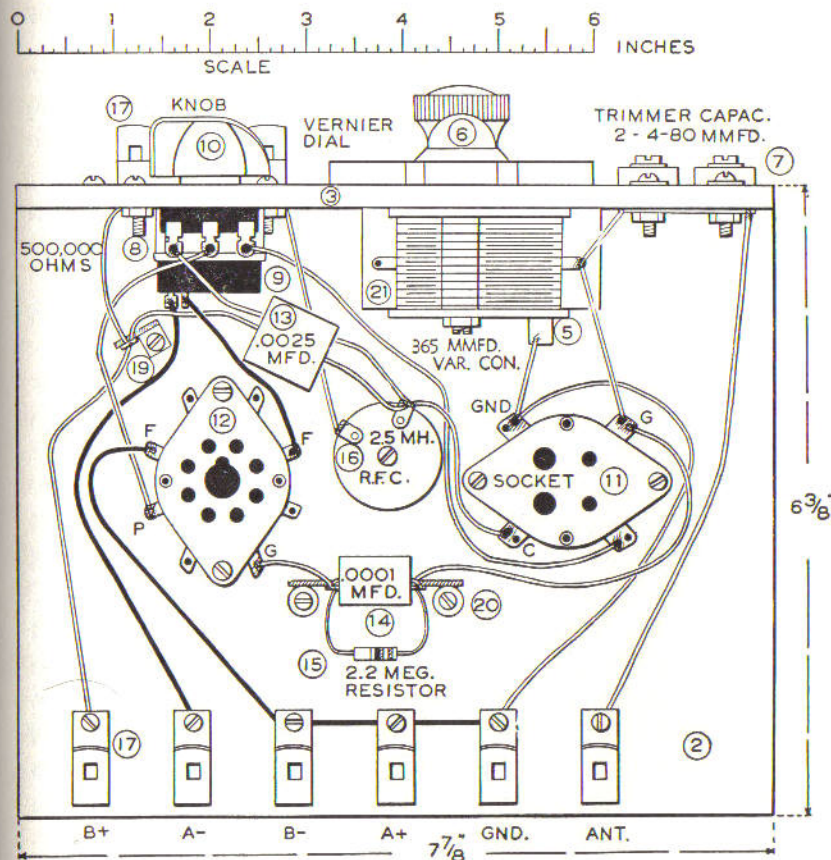 0 1 2 3 4 5 6
INCHES
SCALE
17
KNOB
10
VERNIER
DIAL
6
TRIMMER CAPAC.
2 - 4-80 MMFD.
7
3
8
500,000
OHMS
9
21
13
.0025
MFD.
5
365 MMFD.
VAR. CON.
19
12
F
F
P
G
16
2.5 MH.
R.F.C.
GND
G
SOCKET
11
C
6 3/8"
.0001
MFD.
14
20
15
2.2 MEG.
RESISTOR
17
2
B+ A- B- A+ GND. ANT.
7 7/8"